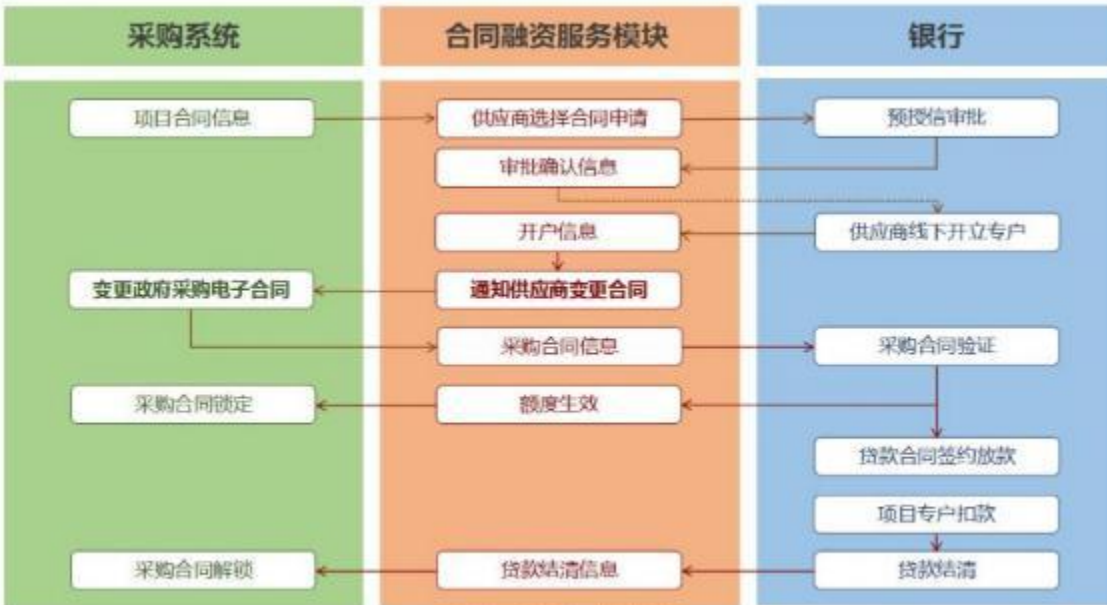 采购系统
合同融资服务模块
银行
项目合同信息
供应商选择合同申请
预授信审批
审批确认信息
开户信息
供应商线下开立专户
变更政府采购电子合同
通知供应商变更合同
采购合同信息
采购合同验证
采购合同锁定
额度生效
贷款合同签约放款
项目专户扣款
采购合同解锁
贷款结清信息
贷款结清